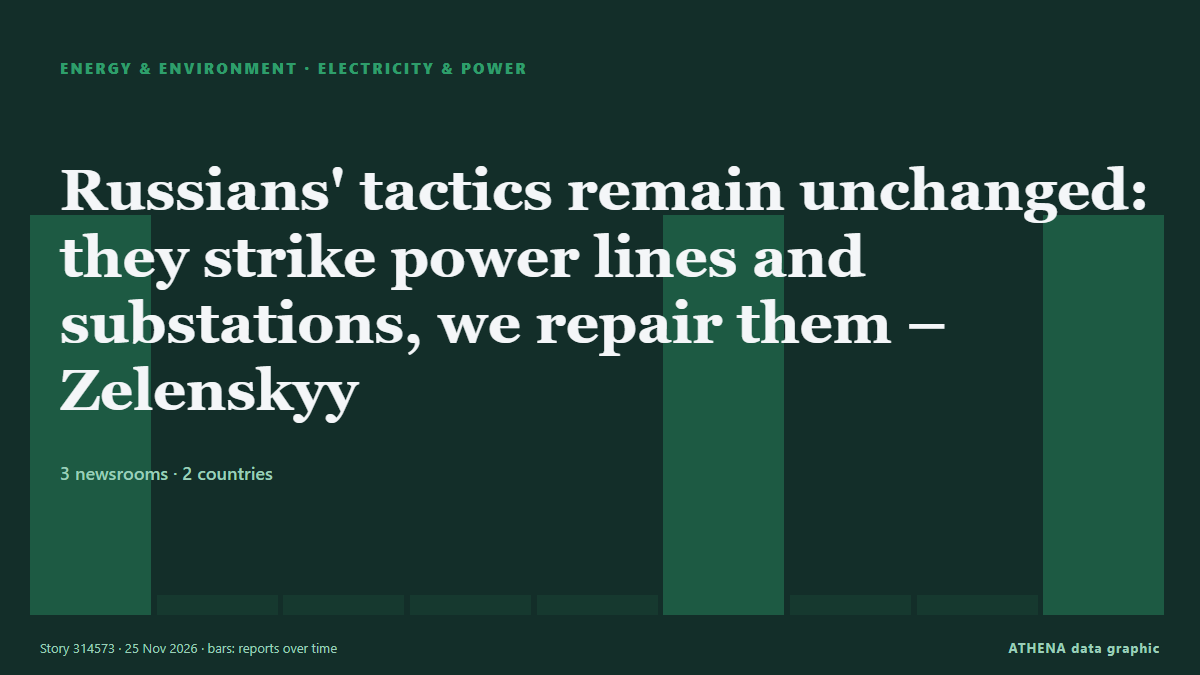 ENERGY & ENVIRONMENT · ELECTRICITY & POWER
Russians' tactics remain unchanged:
they strike power lines and
substations, we repair them –
Zelenskyy
3 newsrooms · 2 countries
Story 314573 · 25 Nov 2026 · bars: reports over time
ATHENA data graphic